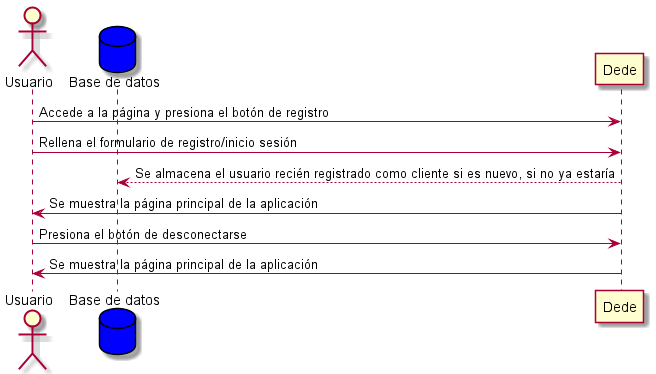 Usuario
Base de datos
Dede
Accede a la página y presiona el botón de registro
Rellena el formulario de registro/inicio sesión
Se almacena el usuario recién registrado como cliente si es nuevo, si no ya estaría
Se muestra la página principal de la aplicación
Presiona el botón de desconectarse
Se muestra la página principal de la aplicación
Usuario
Base de datos
Dede